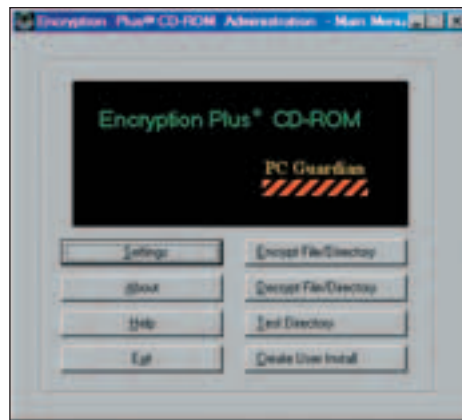 Encryption Plus® CD-ROM Administration - Main Menu
Encryption Plus® CD-ROM
PC Guardian
Settings
Encrypt File/Directory
About
Decrypt File/Directory
Help
Test Directory
Exit
Create User Install